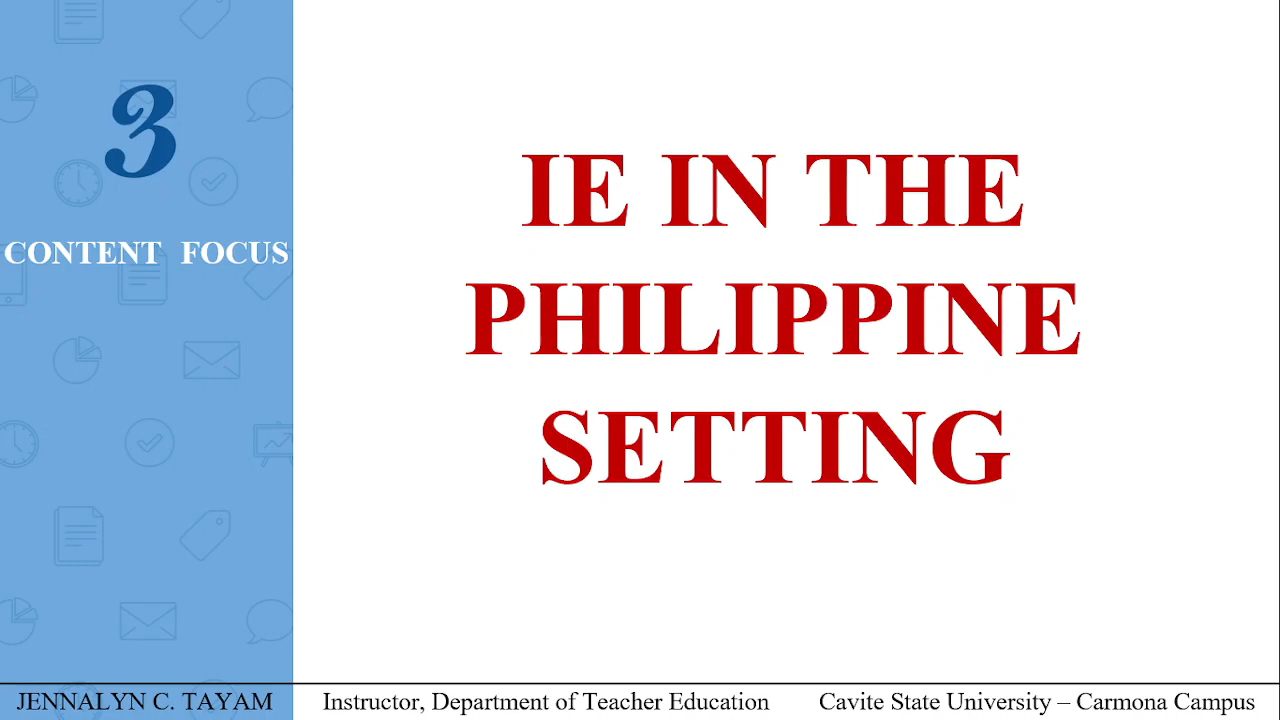 3
CONTENT FOCUS
IE IN THE
PHILIPPINE
SETTING
JENNALYN C. TAYAM Instructor, Department of Teacher Education Cavite State University – Carmona Campus